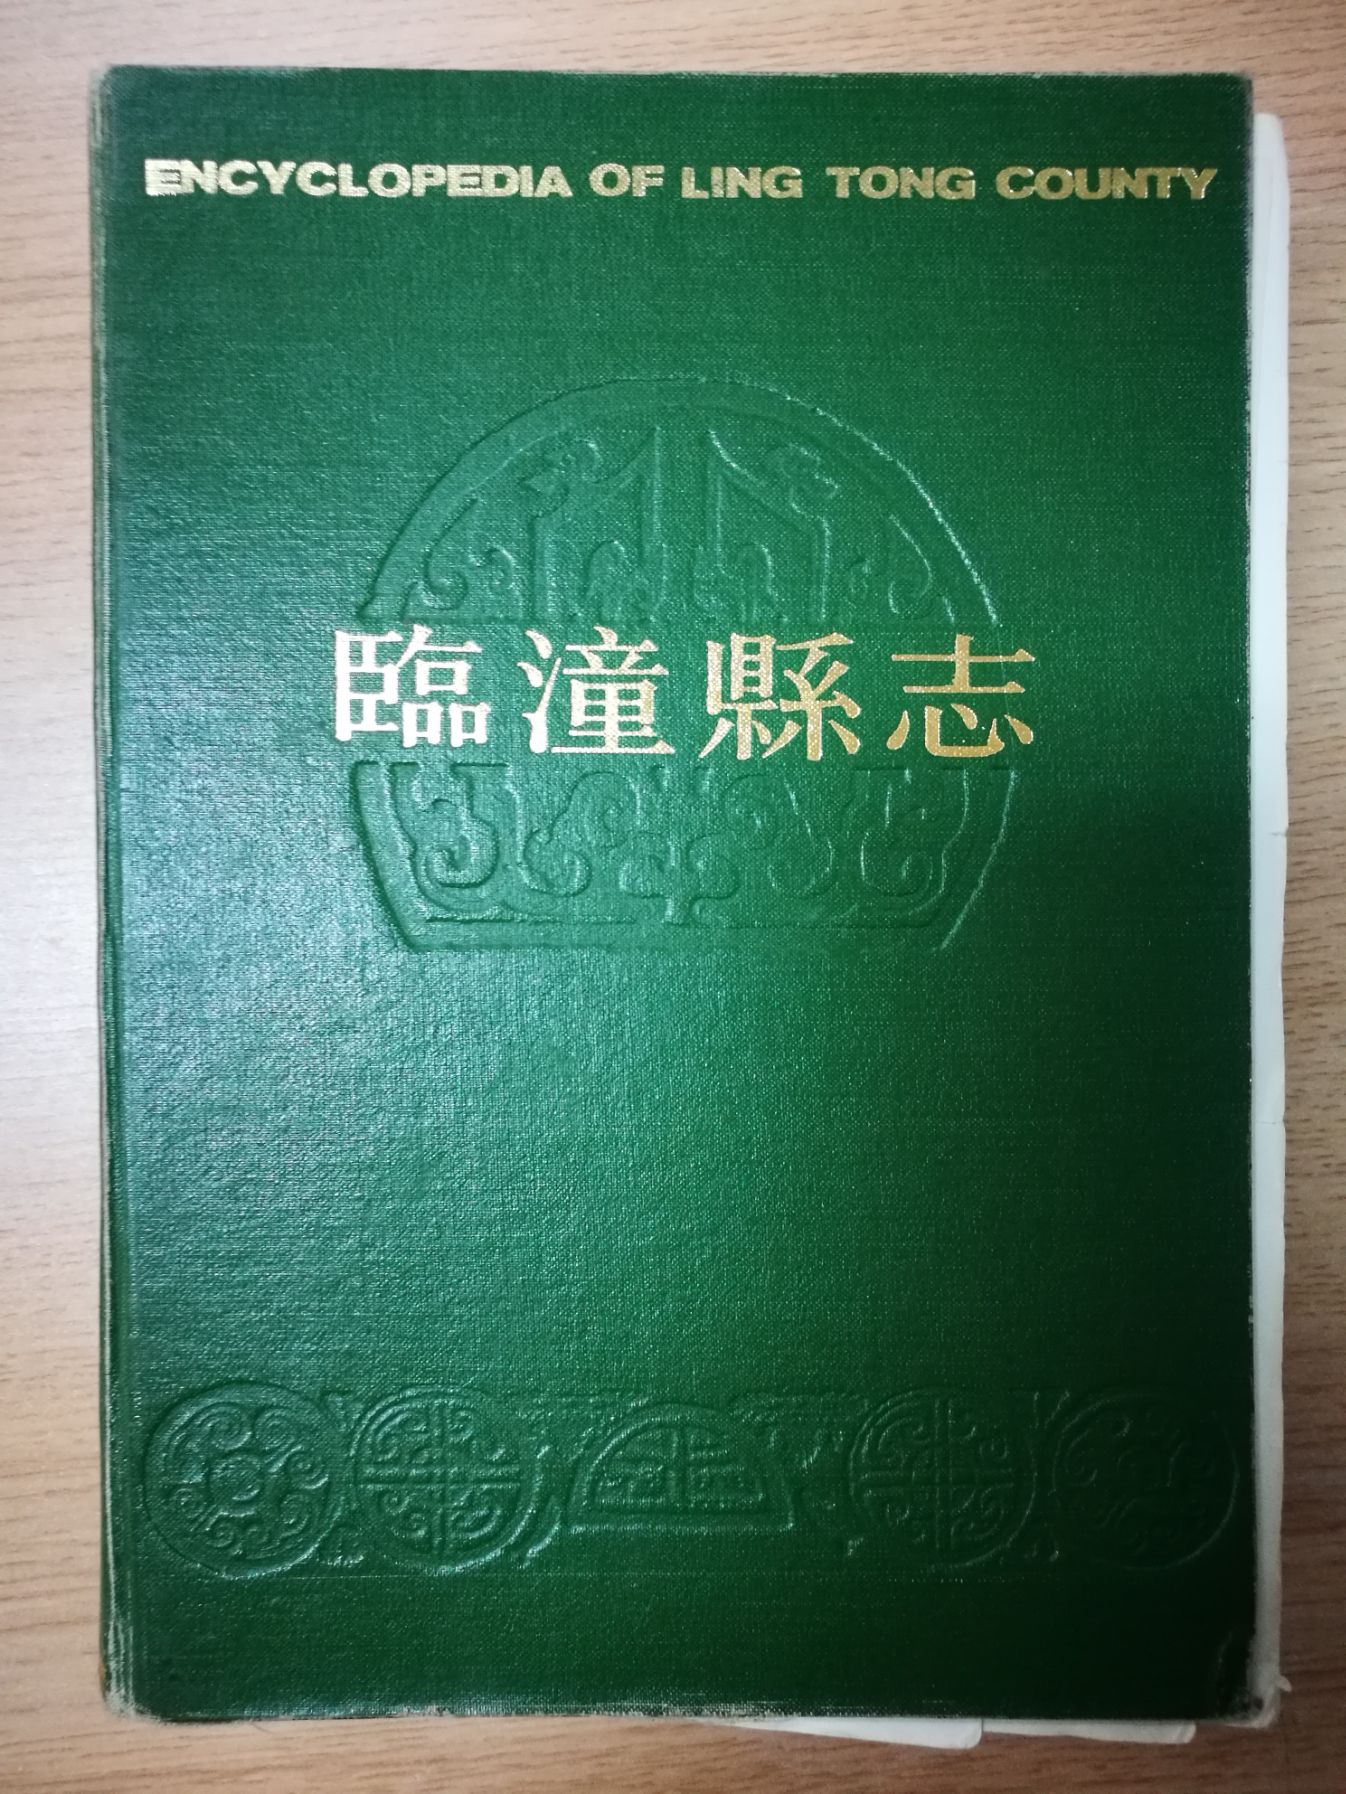 ENCYCLOPEDIA OF LING TONG COUNTY
臨潼縣志